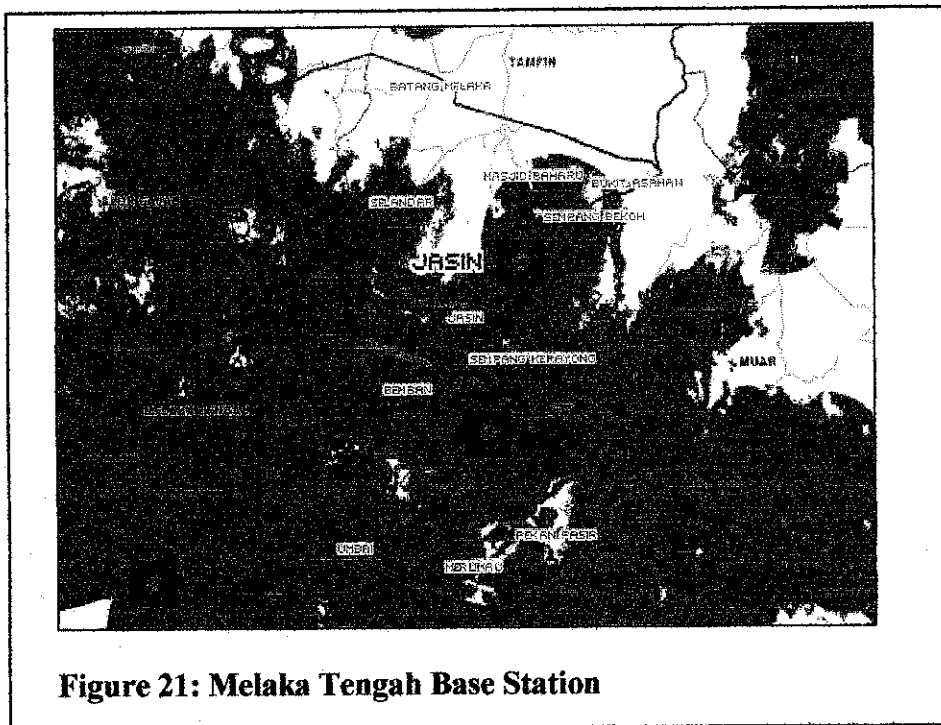 TAMPIN
BATANG MELAKA
MASJID BAHARU
BUKIT ASAHAN
SELANDAR
SEMPANG BEKOH
JASIN
JASIN
SEMPANG KERAYONG
MUAR
BEMBAN
PEKAN PASIR
UMBAI
MERLIMAU
Figure 21: Melaka Tengah Base Station